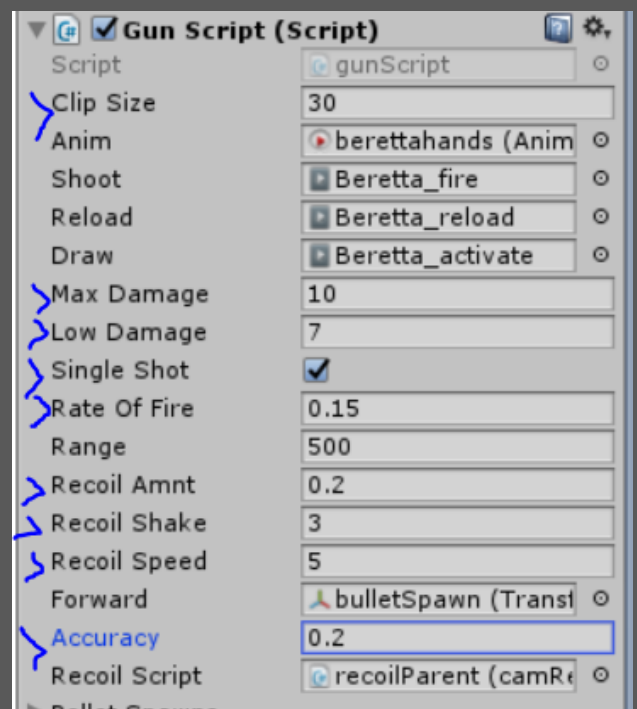 Gun Script (Script)
Script gunScript
Clip Size 30
Anim berettahands (Anim
Shoot Beretta_fire
Reload Beretta_reload
Draw Beretta_activate
Max Damage 10
Low Damage 7
Single Shot
Rate Of Fire 0.15
Range 500
Recoil Amnt 0.2
Recoil Shake 3
Recoil Speed 5
Forward bulletSpawn (Transf
Accuracy 0.2
Recoil Script recoilParent (camRe